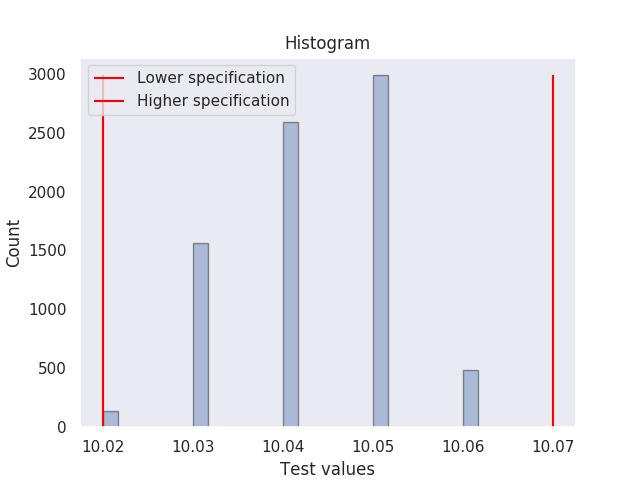 Histogram
Lower specification
Higher specification
3000
2500
2000
1500
1000
500
0
Count
10.02 10.03 10.04 10.05 10.06 10.07
Test values